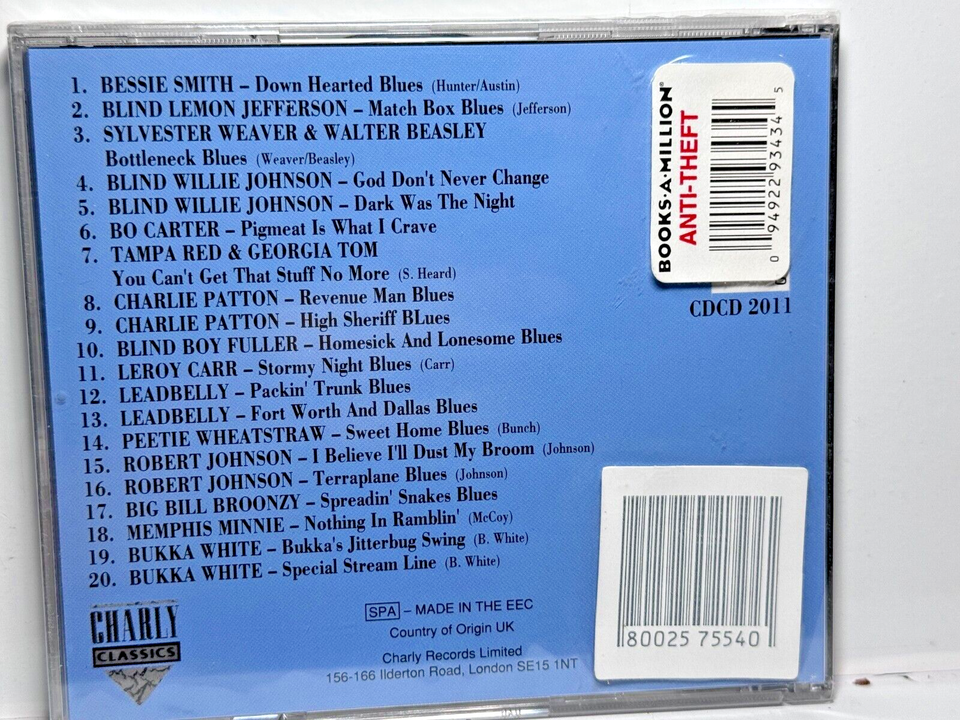 1. BESSIE SMITH – Down Hearted Blues (Hunter/Austin)
2. BLIND LEMON JEFFERSON – Match Box Blues (Jefferson)
3. SYLVESTER WEAVER & WALTER BEASLEY
Bottleneck Blues (Weaver/Beasley)
4. BLIND WILLIE JOHNSON – God Don't Never Change
5. BLIND WILLIE JOHNSON – Dark Was The Night
6. BO CARTER – Pigmeat Is What I Crave
7. TAMPA RED & GEORGIA TOM
You Can't Get That Stuff No More (S. Heard)
8. CHARLIE PATTON – Revenue Man Blues
9. CHARLIE PATTON – High Sheriff BLues
10. BLIND BOY FULLER – Homesick And Lonesome Blues
11. LEROY CARR – Stormy Night Blues (Carr)
12. LEADBELLY – Packin' Trunk Blues
13. LEADBELLY – Fort Worth And Dallas Blues
14. PEETIE WHEATSTRAW – Sweet Home Blues (Bunch)
15. ROBERT JOHNSON – I Believe I'll Dust My Broom (Johnson)
16. ROBERT JOHNSON – Terraplane Blues (Johnson)
17. BIG BILL BROONZY – Spreadin' Snakes Blues
18. MEMPHIS MINNIE – Nothing In Ramblin' (McCoy)
19. BUKKA WHITE – Bukka's Jitterbug Swing (B. White)
20. BUKKA WHITE – Special Stream Line (B. White)
BOOKS·A·MILLION
ANTI-THEFT
0 94922 93434 5
CDCD 2011
CHARLY
CLASSICS
SPA – MADE IN THE EEC
Country of Origin UK
Charly Records Limited
156-166 Ilderton Road, London SE15 1NT
80025 75540